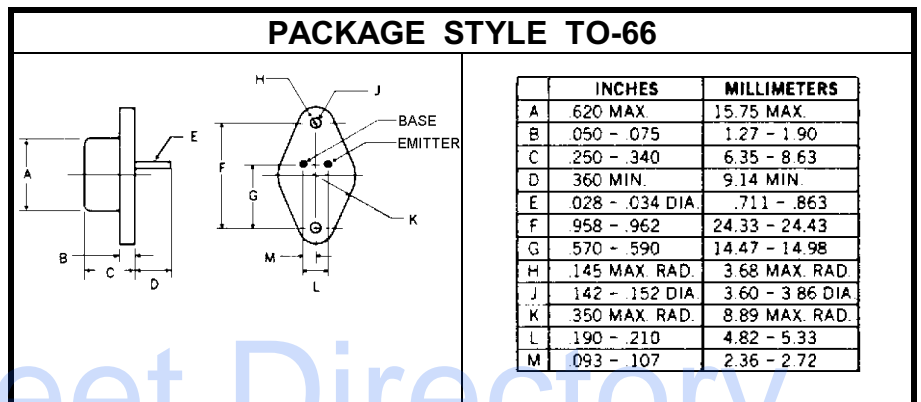 PACKAGE STYLE TO-66
H
J
BASE
EMITTER
E
A
F
G
K
B
C
D
M
L
INCHES MILLIMETERS
A .620 MAX. 15.75 MAX.
B .050 - .075 1.27 - 1.90
C .250 - .340 6.35 - 8.63
D 360 MIN. 9.14 MIN.
E .028 - .034 DIA. .711 - .863
F .958 - .962 24.33 - 24.43
G .570 - .590 14.47 - 14.98
H .145 MAX. RAD. 3.68 MAX. RAD.
J .142 - .152 DIA. 3.60 - 3.86 DIA.
K .350 MAX. RAD. 8.89 MAX. RAD.
L .190 - .210 4.82 - 5.33
M .093 - .107 2.36 - 2.72
eet Directory